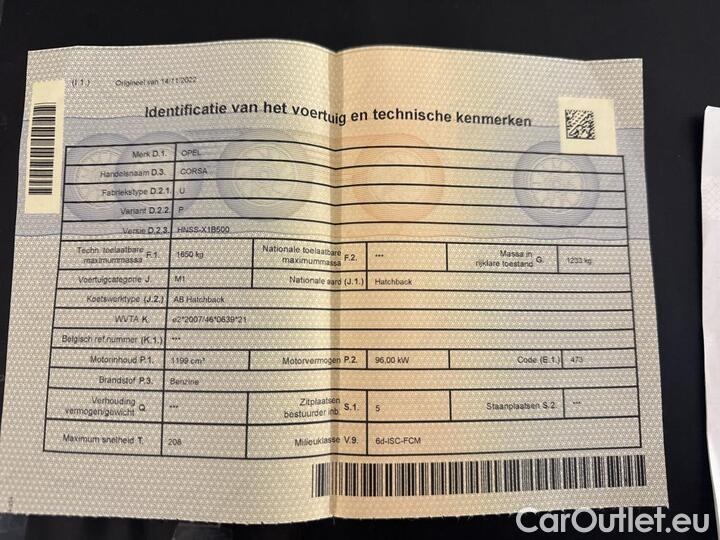 (I.1.) Origineel van 14/11/2022
Identificatie van het voertuig en technische kenmerken
Merk D.1. OPEL
Handelsnaam D.3. CORSA
Fabriekstype D.2.1. U
Variant D.2.2. P
Versie D.2.3. HNSS-X1B500
Techn. toelaatbare maximummassa F.1. 1650 kg Nationale toelaatbare maximummassa F.2. *** Massa in rijklare toestand G. 1233 kg
Voertuigcategorie J. M1 Nationale aard (J.1.) Hatchback
Koetswerktype (J.2.) AB Hatchback
WVTA K. e2*2007/46*0639*21
Belgisch ref.nummer (K.1.) ***
Motorinhoud P.1. 1199 cm³ Motorvermogen P.2. 96,00 kW Code (E.1.) 473
Brandstof P.3. Benzine
Verhouding vermogen/gewicht Q. *** Zitplaatsen bestuurder inb. S.1. 5 Staanplaatsen S.2. ***
Maximum snelheid T. 208 Milieuklasse V.9. 6d-ISC-FCM
CarOutlet.eu